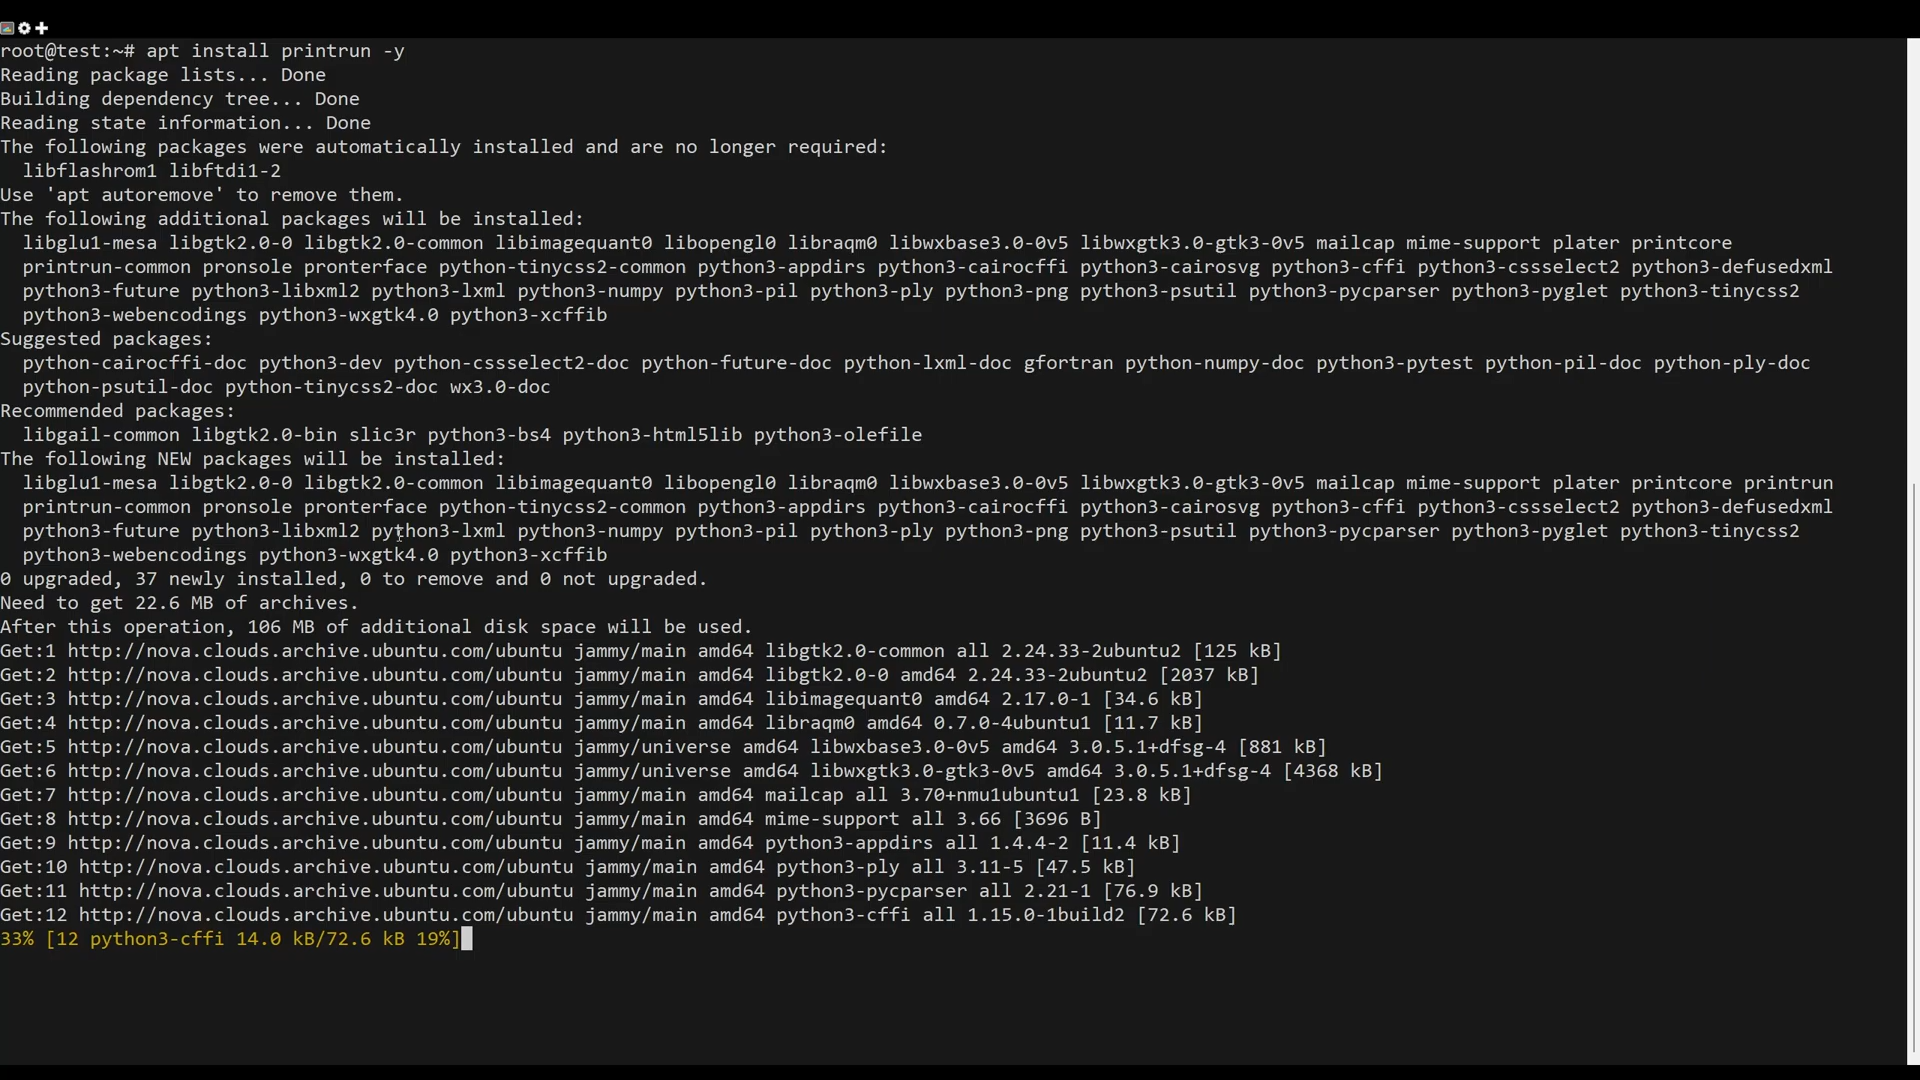 root@test:~# apt install printrun -y
Reading package lists... Done
Building dependency tree... Done
Reading state information... Done
The following packages were automatically installed and are no longer required:
  libflashrom1 libftdi1-2
Use 'apt autoremove' to remove them.
The following additional packages will be installed:
  libglu1-mesa libgtk2.0-0 libgtk2.0-common libimagequant0 libopengl0 libraqm0 libwxbase3.0-0v5 libwxgtk3.0-gtk3-0v5 mailcap mime-support plater printcore
  printrun-common pronsole pronterface python-tinycss2-common python3-appdirs python3-cairocffi python3-cairosvg python3-cffi python3-cssselect2 python3-defusedxml
  python3-future python3-libxml2 python3-lxml python3-numpy python3-pil python3-ply python3-png python3-psutil python3-pycparser python3-pyglet python3-tinycss2
  python3-webencodings python3-wxgtk4.0 python3-xcffib
Suggested packages:
  python-cairocffi-doc python3-dev python-cssselect2-doc python-future-doc python-lxml-doc gfortran python-numpy-doc python3-pytest python-pil-doc python-ply-doc
  python-psutil-doc python-tinycss2-doc wx3.0-doc
Recommended packages:
  libgail-common libgtk2.0-bin slic3r python3-bs4 python3-html5lib python3-olefile
The following NEW packages will be installed:
  libglu1-mesa libgtk2.0-0 libgtk2.0-common libimagequant0 libopengl0 libraqm0 libwxbase3.0-0v5 libwxgtk3.0-gtk3-0v5 mailcap mime-support plater printcore printrun
  printrun-common pronsole pronterface python-tinycss2-common python3-appdirs python3-cairocffi python3-cairosvg python3-cffi python3-cssselect2 python3-defusedxml
  python3-future python3-libxml2 python3-lxml python3-numpy python3-pil python3-ply python3-png python3-psutil python3-pycparser python3-pyglet python3-tinycss2
  python3-webencodings python3-wxgtk4.0 python3-xcffib
0 upgraded, 37 newly installed, 0 to remove and 0 not upgraded.
Need to get 22.6 MB of archives.
After this operation, 106 MB of additional disk space will be used.
Get:1 http://nova.clouds.archive.ubuntu.com/ubuntu jammy/main amd64 libgtk2.0-common all 2.24.33-2ubuntu2 [125 kB]
Get:2 http://nova.clouds.archive.ubuntu.com/ubuntu jammy/main amd64 libgtk2.0-0 amd64 2.24.33-2ubuntu2 [2037 kB]
Get:3 http://nova.clouds.archive.ubuntu.com/ubuntu jammy/main amd64 libimagequant0 amd64 2.17.0-1 [34.6 kB]
Get:4 http://nova.clouds.archive.ubuntu.com/ubuntu jammy/main amd64 libraqm0 amd64 0.7.0-4ubuntu1 [11.7 kB]
Get:5 http://nova.clouds.archive.ubuntu.com/ubuntu jammy/universe amd64 libwxbase3.0-0v5 amd64 3.0.5.1+dfsg-4 [881 kB]
Get:6 http://nova.clouds.archive.ubuntu.com/ubuntu jammy/universe amd64 libwxgtk3.0-gtk3-0v5 amd64 3.0.5.1+dfsg-4 [4368 kB]
Get:7 http://nova.clouds.archive.ubuntu.com/ubuntu jammy/main amd64 mailcap all 3.70+nmu1ubuntu1 [23.8 kB]
Get:8 http://nova.clouds.archive.ubuntu.com/ubuntu jammy/main amd64 mime-support all 3.66 [3696 B]
Get:9 http://nova.clouds.archive.ubuntu.com/ubuntu jammy/main amd64 python3-appdirs all 1.4.4-2 [11.4 kB]
Get:10 http://nova.clouds.archive.ubuntu.com/ubuntu jammy/main amd64 python3-ply all 3.11-5 [47.5 kB]
Get:11 http://nova.clouds.archive.ubuntu.com/ubuntu jammy/main amd64 python3-pycparser all 2.21-1 [76.9 kB]
Get:12 http://nova.clouds.archive.ubuntu.com/ubuntu jammy/main amd64 python3-cffi all 1.15.0-1build2 [72.6 kB]
33% [12 python3-cffi 14.0 kB/72.6 kB 19%]